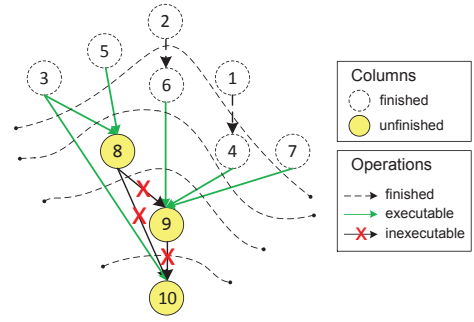 2
5
3
6
1
8
4
7
9
10
Columns
finished
unfinished
Operations
finished
executable
inexecutable